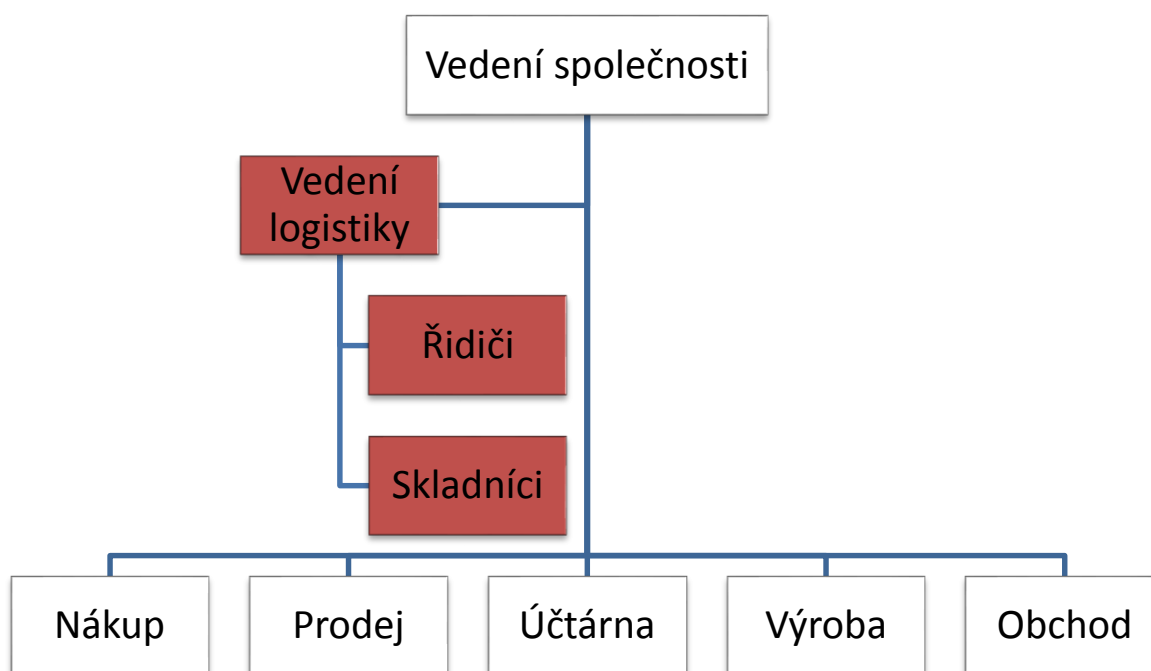 Vedení společnosti
Vedení
logistiky
Řidiči
Skladníci
Nákup
Prodej
Účtárna
Výroba
Obchod